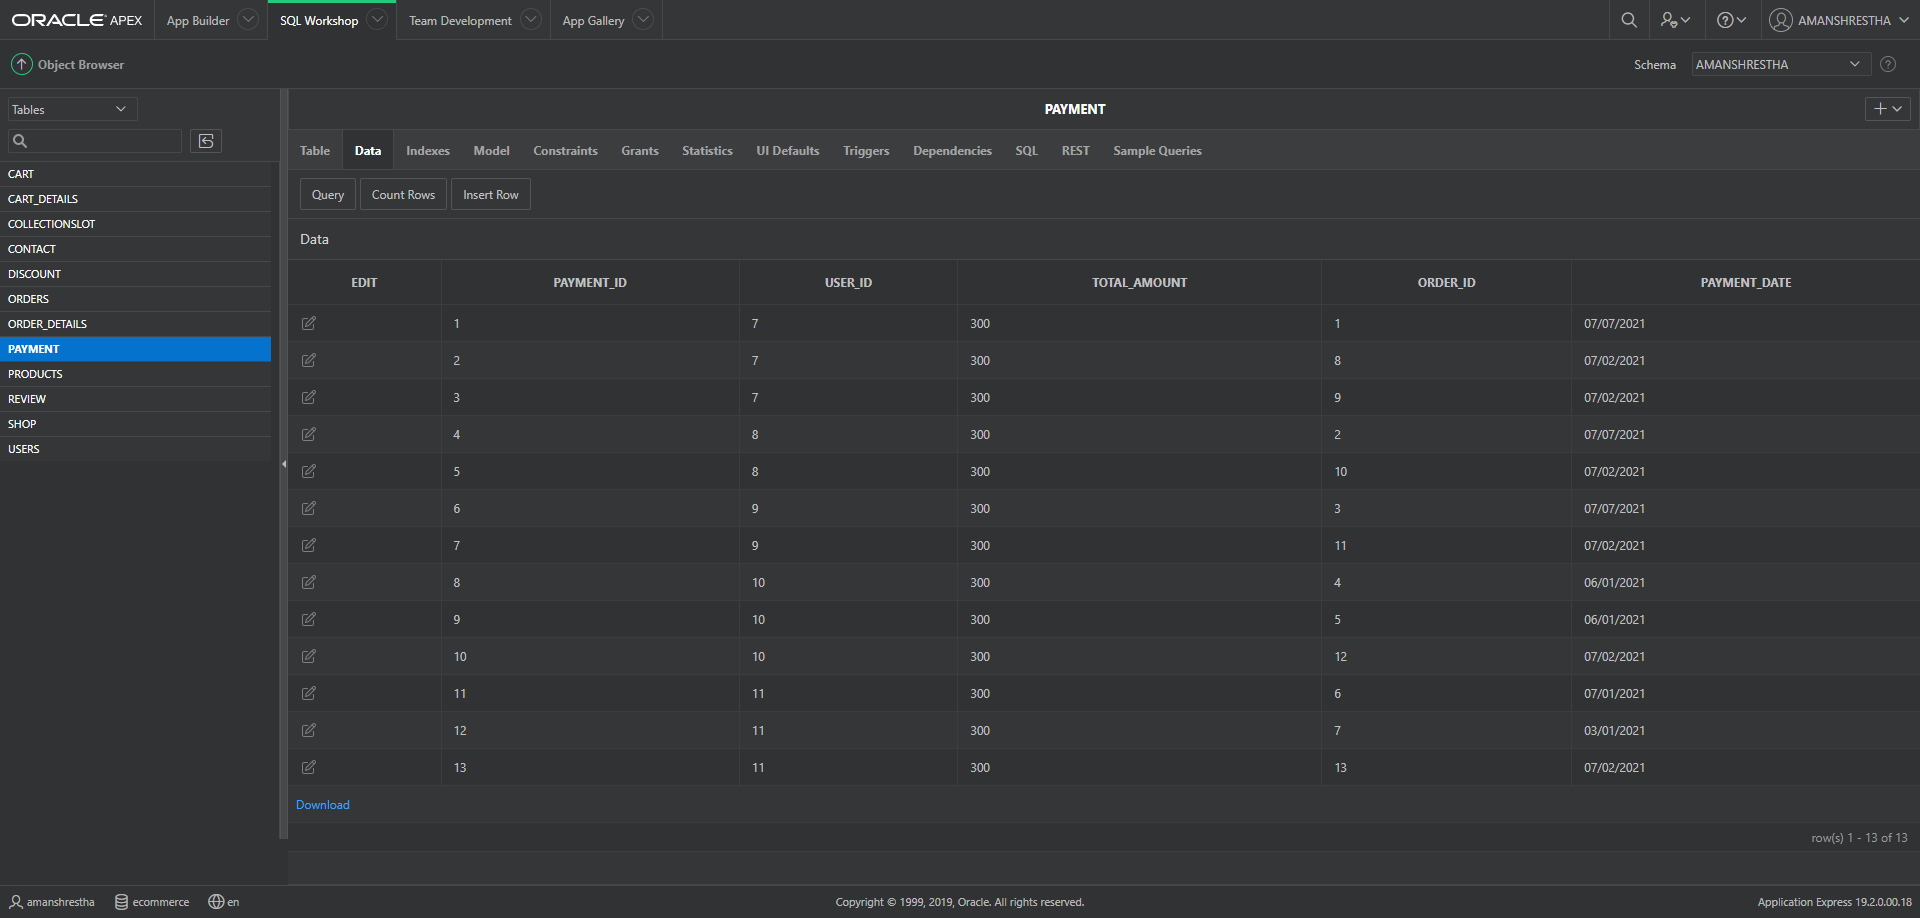 ORACLE APEX App Builder SQL Workshop Team Development App Gallery AMANSHRESTHA
Object Browser Schema AMANSHRESTHA
Tables
PAYMENT
Table Data Indexes Model Constraints Grants Statistics UI Defaults Triggers Dependencies SQL REST Sample Queries
CART
CART_DETAILS
COLLECTIONSLOT
CONTACT
DISCOUNT
ORDERS
ORDER_DETAILS
PAYMENT
PRODUCTS
REVIEW
SHOP
USERS
Query Count Rows Insert Row
Data
EDIT PAYMENT_ID USER_ID TOTAL_AMOUNT ORDER_ID PAYMENT_DATE
1 7 300 1 07/07/2021
2 7 300 8 07/02/2021
3 7 300 9 07/02/2021
4 8 300 2 07/07/2021
5 8 300 10 07/02/2021
6 9 300 3 07/07/2021
7 9 300 11 07/02/2021
8 10 300 4 06/01/2021
9 10 300 5 06/01/2021
10 10 300 12 07/02/2021
11 11 300 6 07/01/2021
12 11 300 7 03/01/2021
13 11 300 13 07/02/2021
Download
row(s) 1 - 13 of 13
amanshrestha ecommerce en Copyright © 1999, 2019, Oracle. All rights reserved. Application Express 19.2.0.00.18